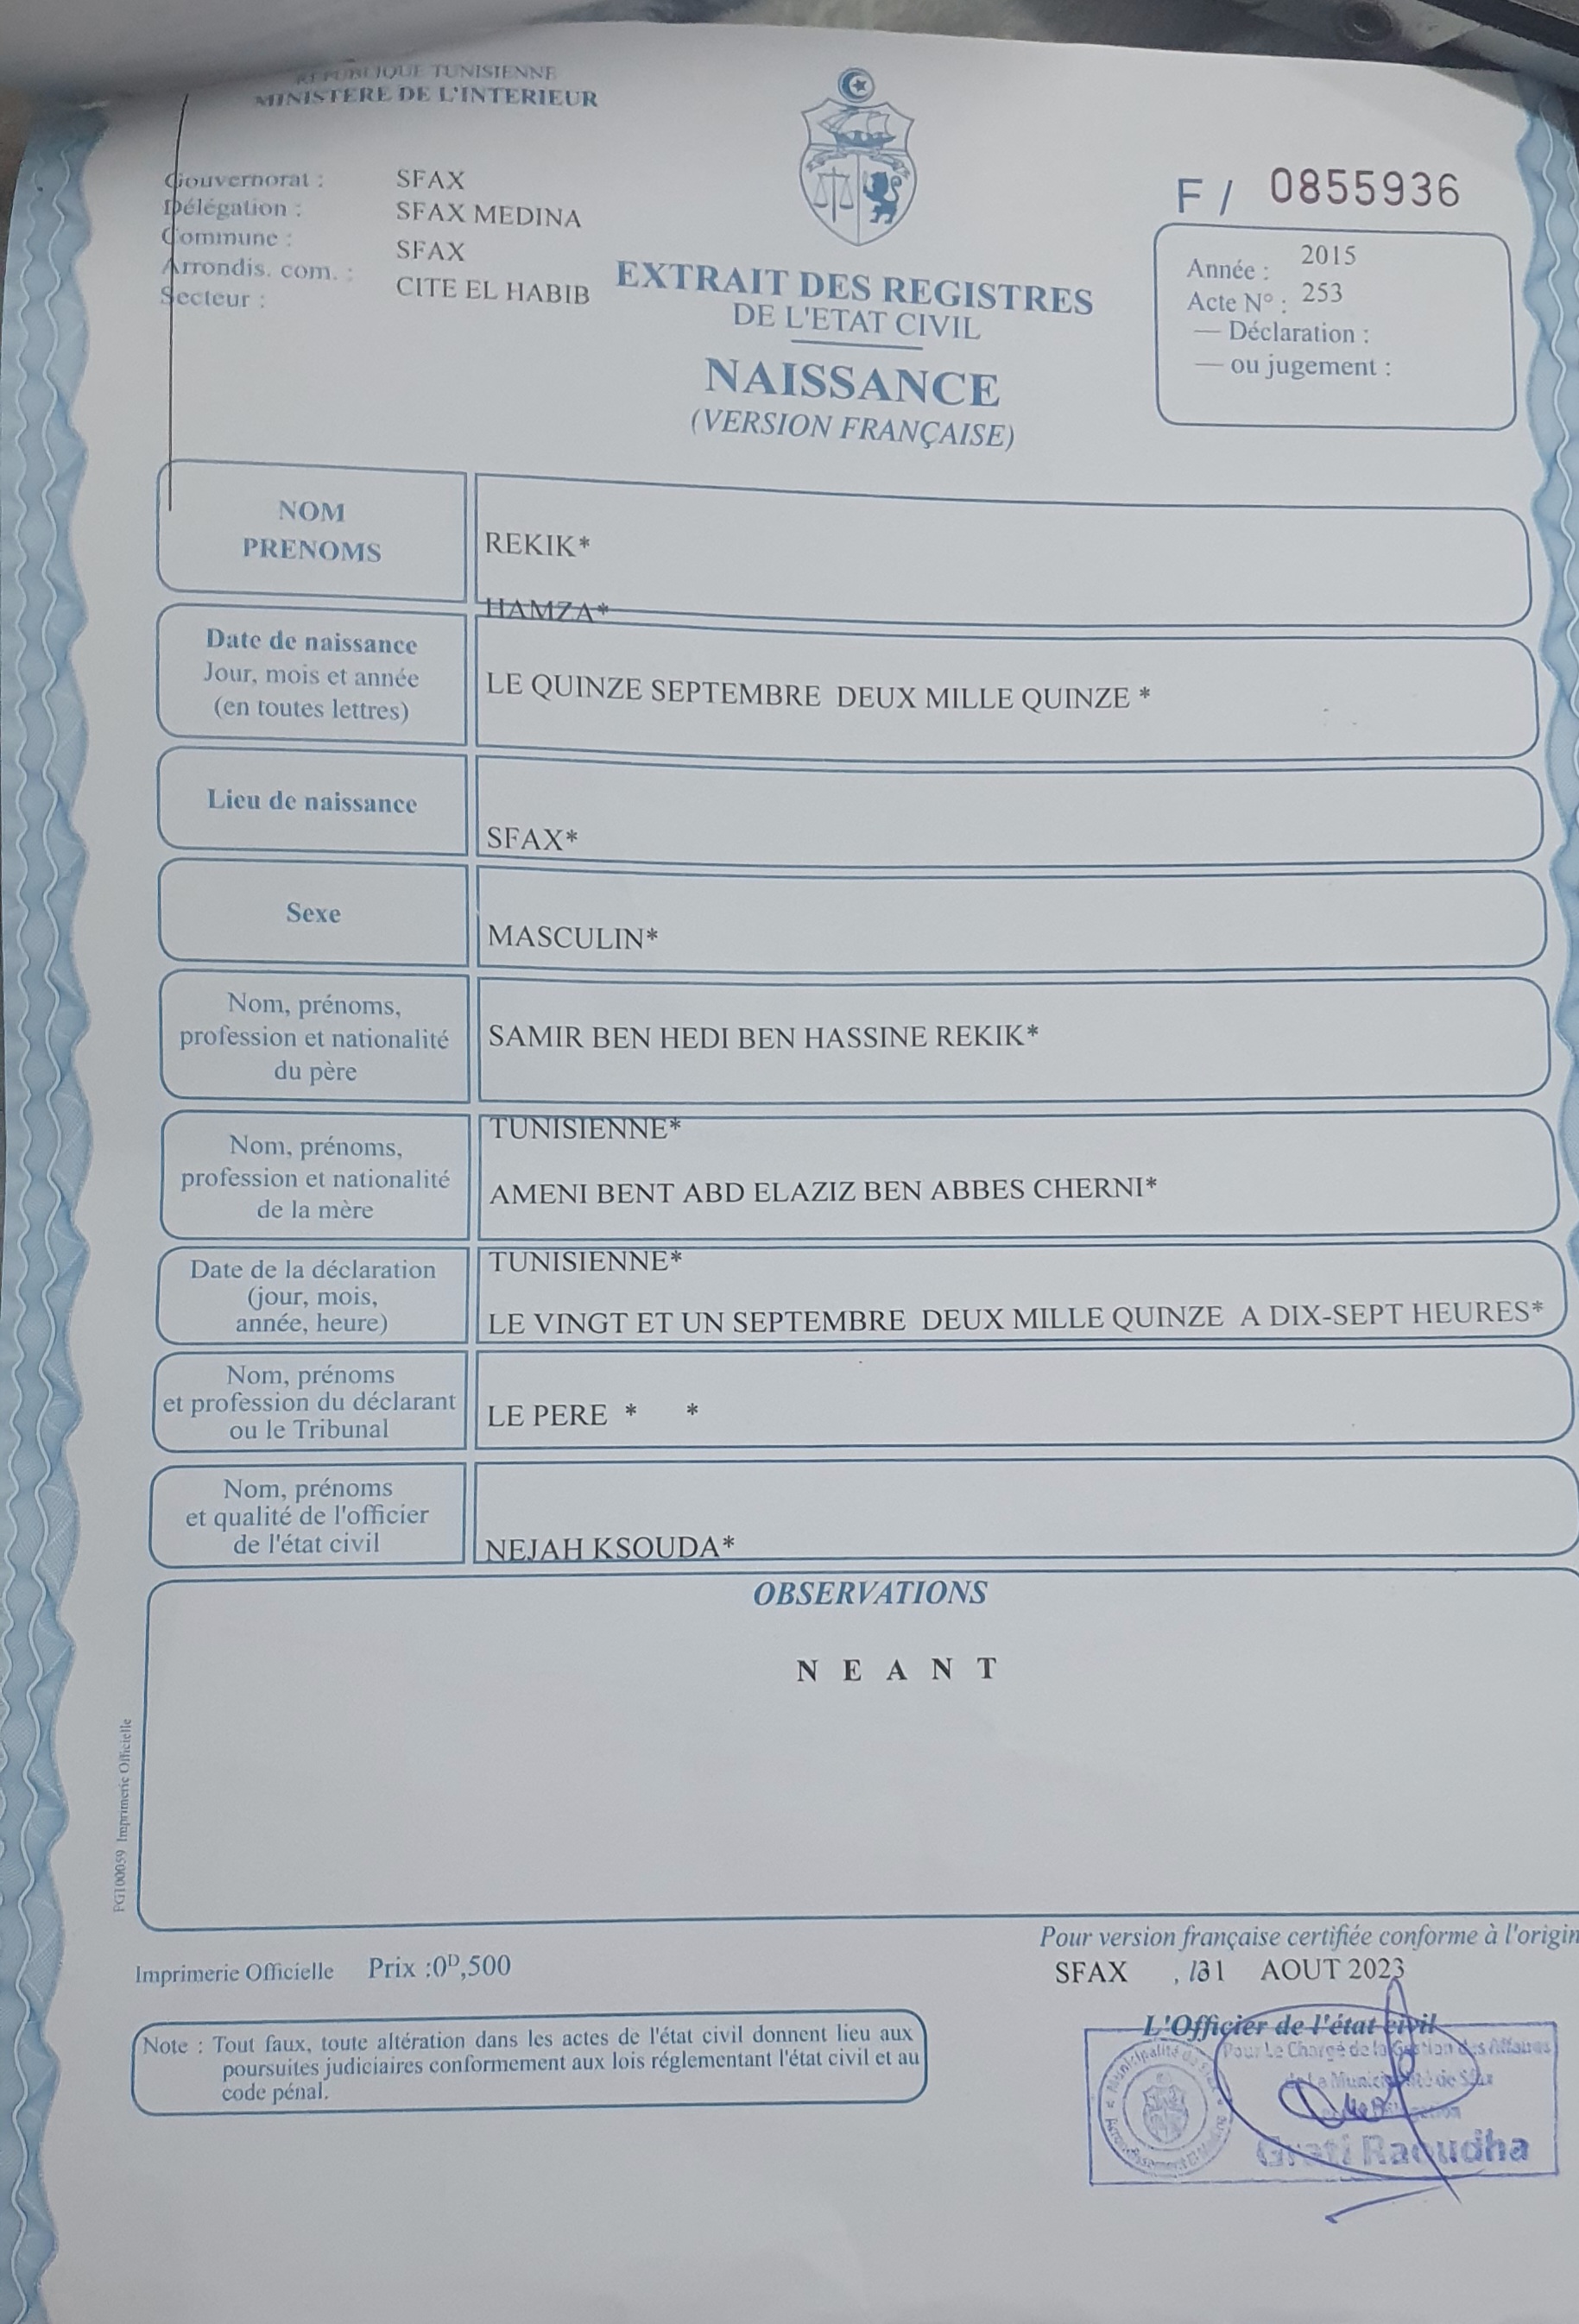 REPUBLIQUE TUNISIENNE
MINISTERE DE L'INTERIEUR
Gouvernorat : SFAX
Délégation : SFAX MEDINA
Commune : SFAX
Arrondis. com. : CITE EL HABIB
Secteur :
EXTRAIT DES REGISTRES
DE L'ETAT CIVIL
NAISSANCE
(VERSION FRANÇAISE)
F / 0855936
Année : 2015
Acte N° : 253
— Déclaration :
— ou jugement :
NOM
PRENOMS
REKIK*
HAMZA*
Date de naissance
Jour, mois et année
(en toutes lettres)
LE QUINZE SEPTEMBRE DEUX MILLE QUINZE *
Lieu de naissance
SFAX*
Sexe
MASCULIN*
Nom, prénoms,
profession et nationalité
du père
SAMIR BEN HEDI BEN HASSINE REKIK*
TUNISIENNE*
Nom, prénoms,
profession et nationalité
de la mère
AMENI BENT ABD ELAZIZ BEN ABBES CHERNI*
TUNISIENNE*
Date de la déclaration
(jour, mois,
année, heure)
LE VINGT ET UN SEPTEMBRE DEUX MILLE QUINZE A DIX-SEPT HEURES*
Nom, prénoms
et profession du déclarant
ou le Tribunal
LE PERE * *
Nom, prénoms
et qualité de l'officier
de l'état civil
NEJAH KSOUDA*
OBSERVATIONS
N E A N T
FG100059 Imprimerie Officielle
Imprimerie Officielle Prix :0D,500
Pour version française certifiée conforme à l'origin
SFAX , 31 AOUT 2023
L'Officier de l'état civil
Note : Tout faux, toute altération dans les actes de l'état civil donnent lieu aux
poursuites judiciaires conformement aux lois réglementant l'état civil et au
code pénal.
Pour Le Chargé de la Gestion des Affaires
de La Municipalité de Sfax
Grati Raoudha
Municipalité de Sfax